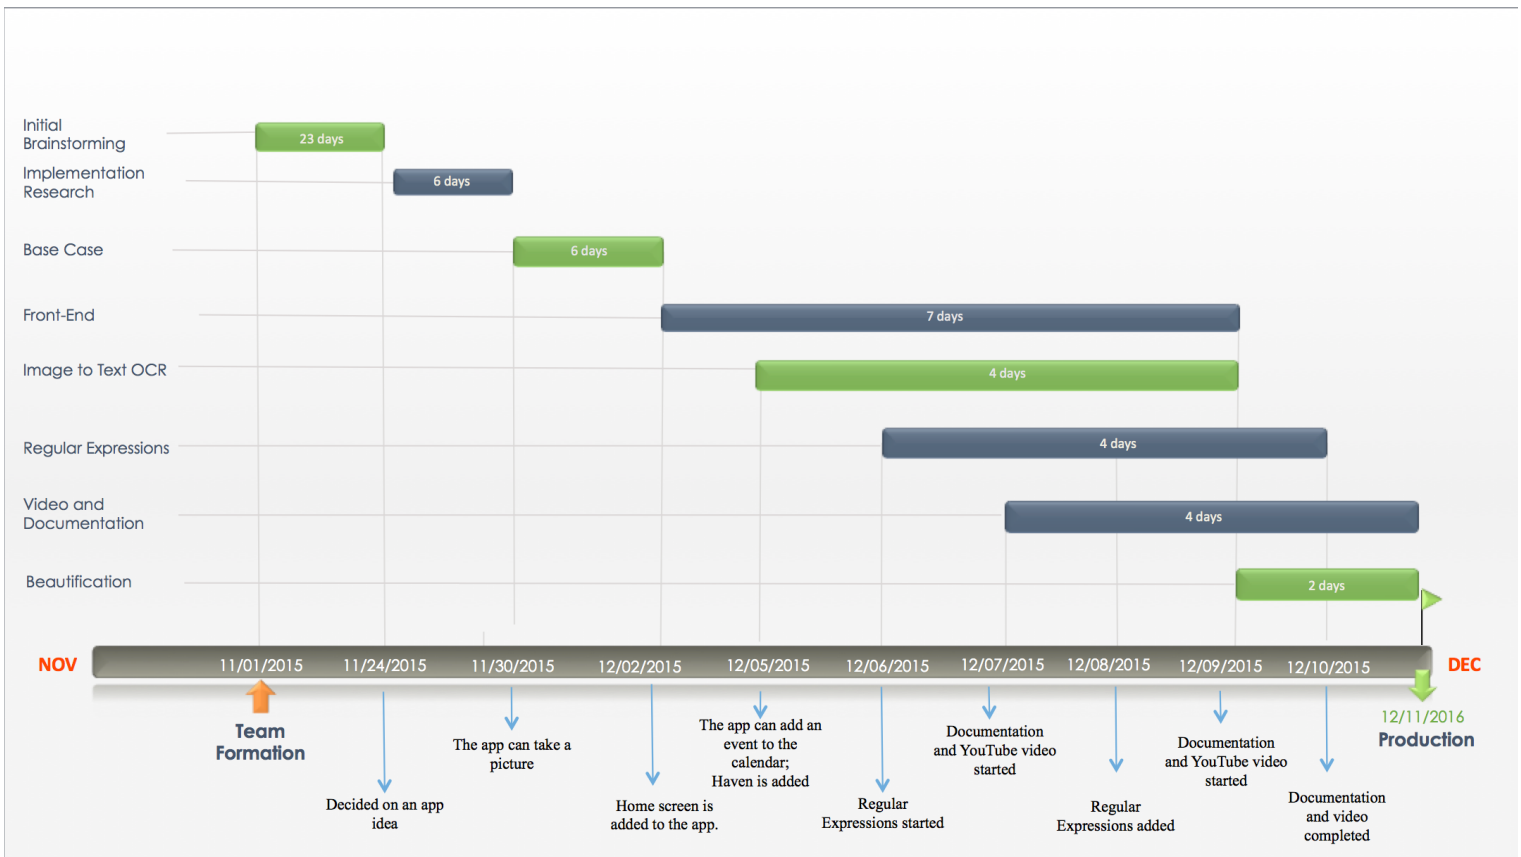 Initial
Brainstorming
23 days
Implementation
Research
6 days
Base Case
6 days
Front-End
7 days
Image to Text OCR
4 days
Regular Expressions
4 days
Video and
Documentation
4 days
Beautification
2 days
NOV
11/01/2015
11/24/2015
11/30/2015
12/02/2015
12/05/2015
12/06/2015
12/07/2015
12/08/2015
12/09/2015
12/10/2015
DEC
Team
Formation
Decided on an app
idea
The app can take a
picture
Home screen is
added to the app.
The app can add an
event to the
calendar;
Haven is added
Regular
Expressions started
Documentation
and YouTube video
started
Regular
Expressions added
Documentation
and YouTube video
started
Documentation
and video
completed
12/11/2016
Production